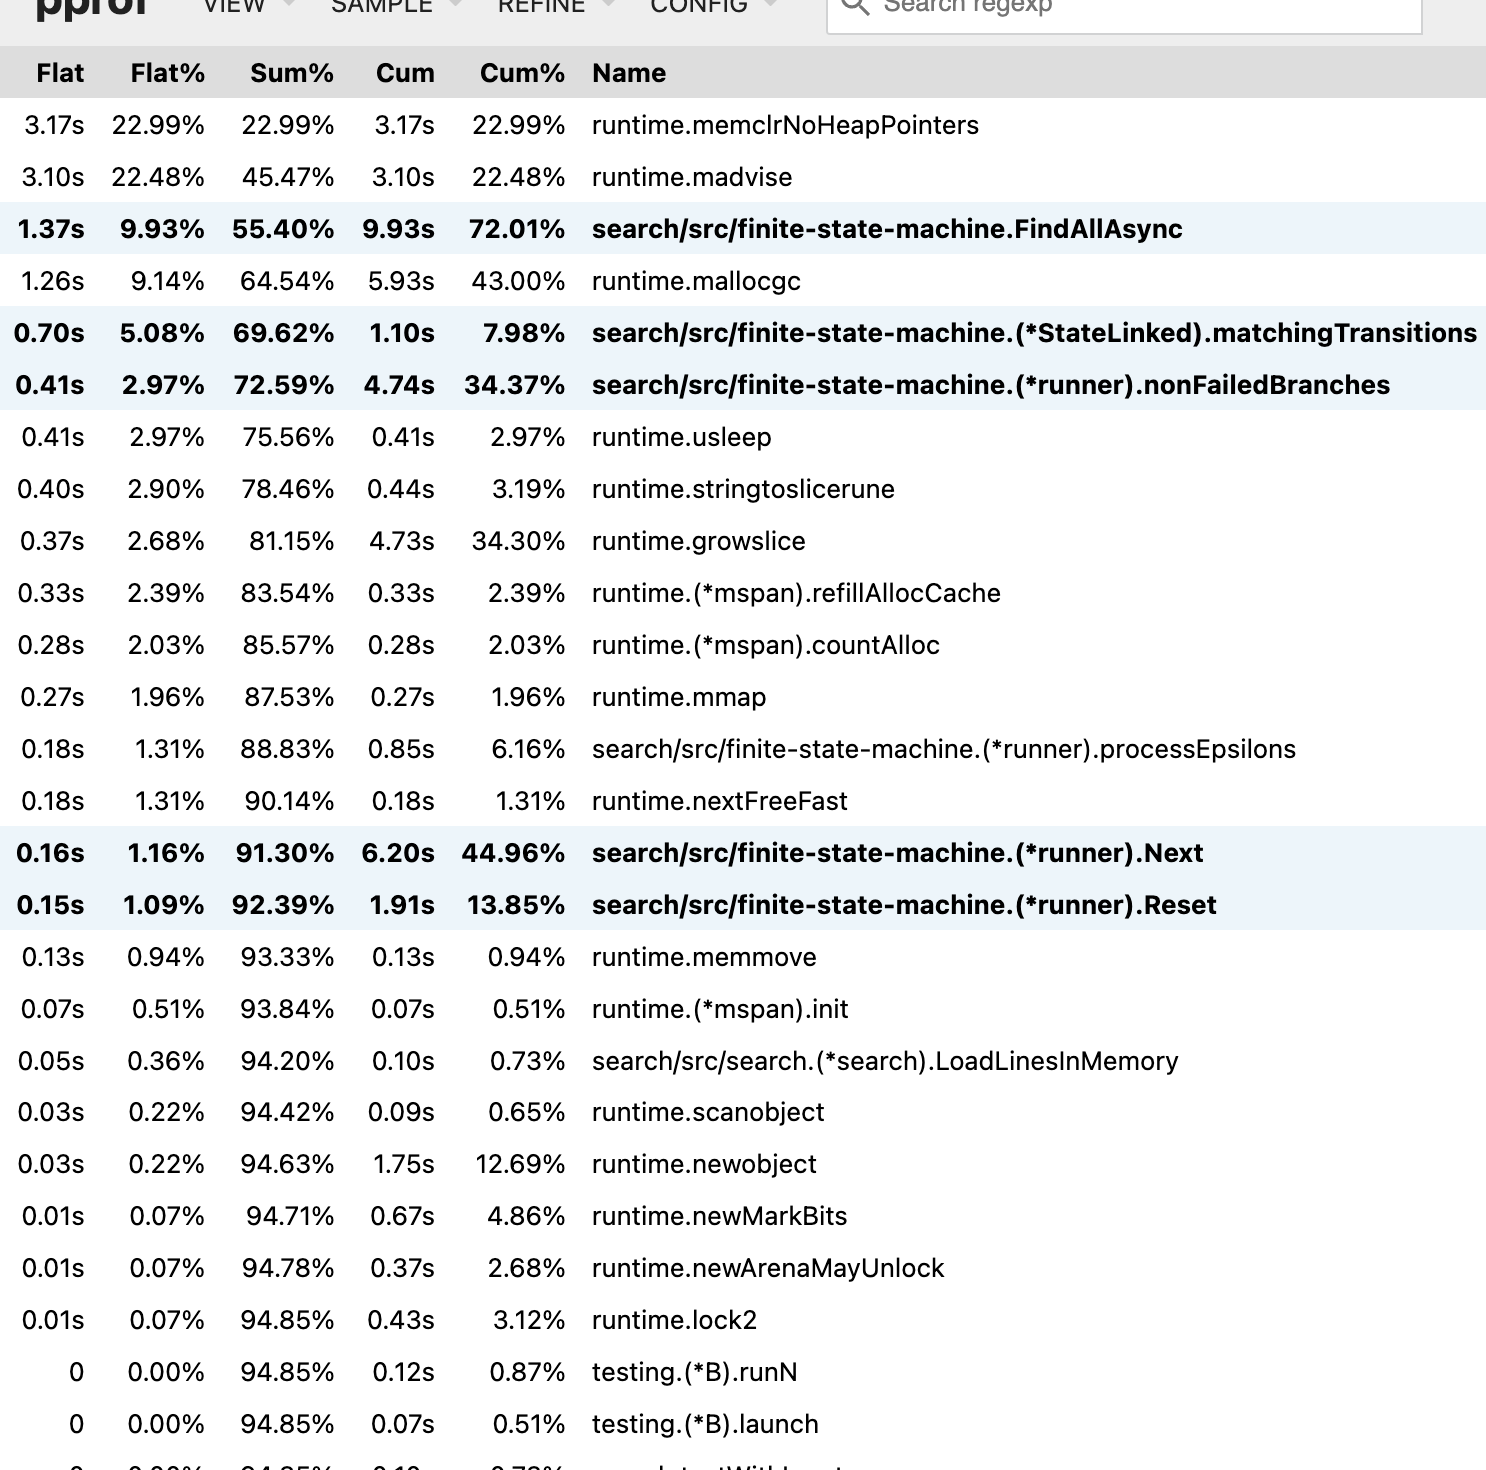 pprof VIEW SAMPLE REFINE CONFIG Search regexp
Flat Flat% Sum% Cum Cum% Name
3.17s 22.99% 22.99% 3.17s 22.99% runtime.memclrNoHeapPointers
3.10s 22.48% 45.47% 3.10s 22.48% runtime.madvise
1.37s 9.93% 55.40% 9.93s 72.01% search/src/finite-state-machine.FindAllAsync
1.26s 9.14% 64.54% 5.93s 43.00% runtime.mallocgc
0.70s 5.08% 69.62% 1.10s 7.98% search/src/finite-state-machine.(*StateLinked).matchingTransitions
0.41s 2.97% 72.59% 4.74s 34.37% search/src/finite-state-machine.(*runner).nonFailedBranches
0.41s 2.97% 75.56% 0.41s 2.97% runtime.usleep
0.40s 2.90% 78.46% 0.44s 3.19% runtime.stringtoslicerune
0.37s 2.68% 81.15% 4.73s 34.30% runtime.growslice
0.33s 2.39% 83.54% 0.33s 2.39% runtime.(*mspan).refillAllocCache
0.28s 2.03% 85.57% 0.28s 2.03% runtime.(*mspan).countAlloc
0.27s 1.96% 87.53% 0.27s 1.96% runtime.mmap
0.18s 1.31% 88.83% 0.85s 6.16% search/src/finite-state-machine.(*runner).processEpsilons
0.18s 1.31% 90.14% 0.18s 1.31% runtime.nextFreeFast
0.16s 1.16% 91.30% 6.20s 44.96% search/src/finite-state-machine.(*runner).Next
0.15s 1.09% 92.39% 1.91s 13.85% search/src/finite-state-machine.(*runner).Reset
0.13s 0.94% 93.33% 0.13s 0.94% runtime.memmove
0.07s 0.51% 93.84% 0.07s 0.51% runtime.(*mspan).init
0.05s 0.36% 94.20% 0.10s 0.73% search/src/search.(*search).LoadLinesInMemory
0.03s 0.22% 94.42% 0.09s 0.65% runtime.scanobject
0.03s 0.22% 94.63% 1.75s 12.69% runtime.newobject
0.01s 0.07% 94.71% 0.67s 4.86% runtime.newMarkBits
0.01s 0.07% 94.78% 0.37s 2.68% runtime.newArenaMayUnlock
0.01s 0.07% 94.85% 0.43s 3.12% runtime.lock2
0 0.00% 94.85% 0.12s 0.87% testing.(*B).runN
0 0.00% 94.85% 0.07s 0.51% testing.(*B).launch